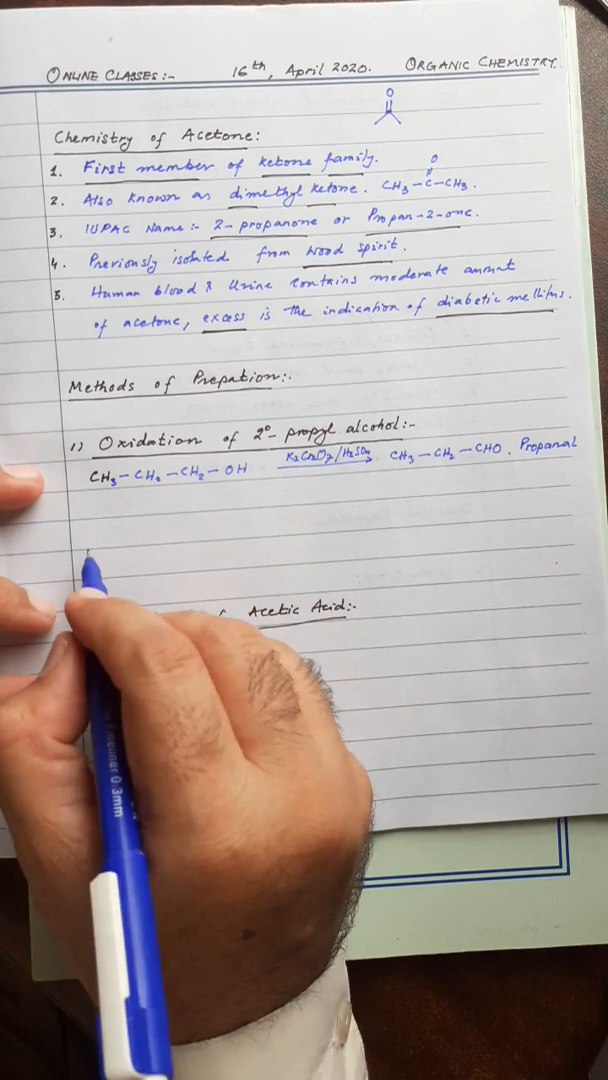 ONLINE CLASSES:- 16th, April 2020. ORGANIC CHEMISTRY.
O
Chemistry of Acetone:
1. First member of ketone family.
O
2. Also known as dimethyl ketone. CH3-C-CH3.
3. IUPAC Name:- 2-propanone or Propan-2-one.
4. Previously isolated from wood spirit.
5. Human blood & Urine contains moderate amount
of acetone, excess is the indication of diabetic mellitus.
Methods of Prepation:-
1) Oxidation of 2°- propyl alcohol:-
CH3-CH2-CH2-OH K2Cr2O7/H2SO4 CH3-CH2-CHO. Propanal
Acetic Acid:-
fineliner 0.3mm